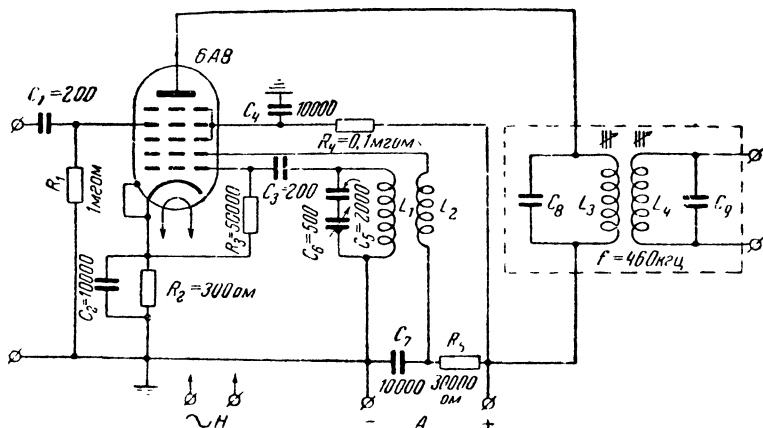 6А8
C₁=200
C₄
10000
R₄=0,1мгом
R₁
1мгом
C₃=200
R₃=50000
C₆=500
C₅=2000
L₁
L₂
C₈
L₃
L₄
C₉
f=460кгц
C₂=10000
R₂=300ом
C₇
10000
R₅
30000
ом
~Н
- А +